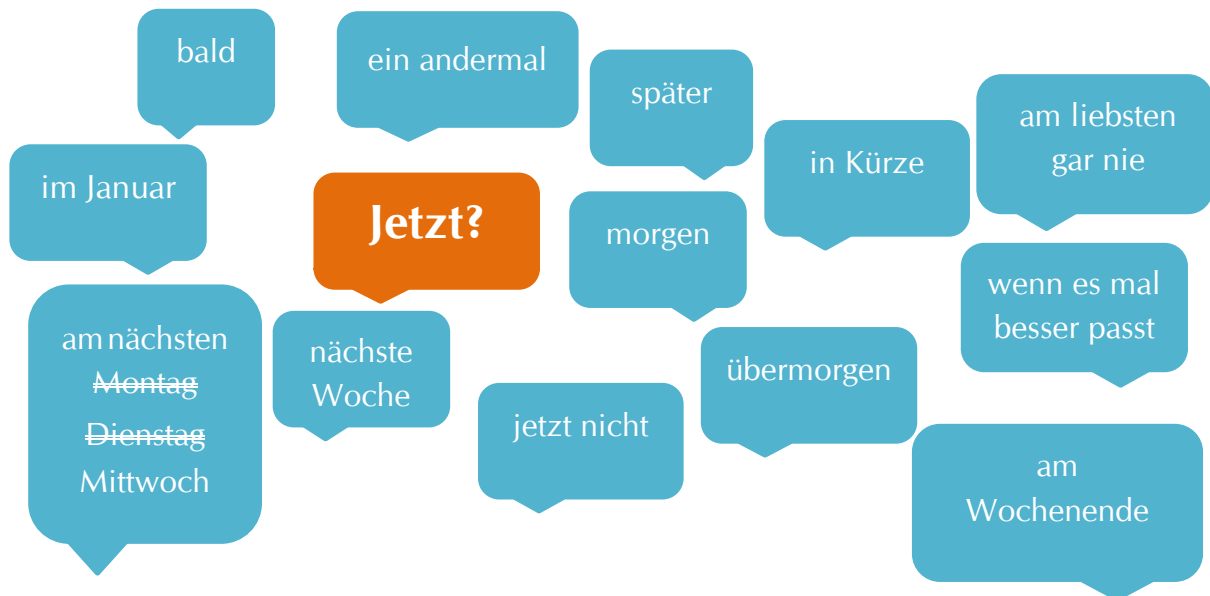 bald
ein andermal
später
am liebsten
gar nie
in Kürze
im Januar
Jetzt?
morgen
wenn es mal
besser passt
am nächsten
Montag
Dienstag
Mittwoch
nächste
Woche
übermorgen
jetzt nicht
am
Wochenende